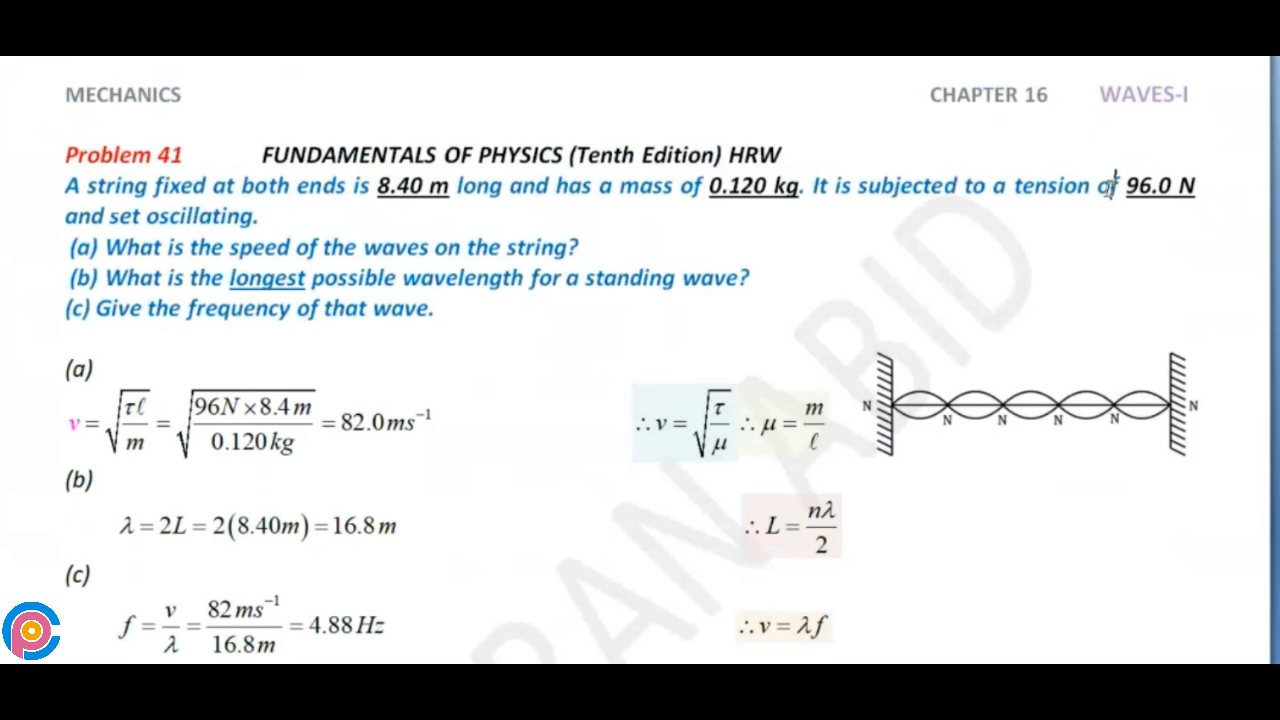 MECHANICS CHAPTER 16 WAVES-I
Problem 41 FUNDAMENTALS OF PHYSICS (Tenth Edition) HRW
A string fixed at both ends is 8.40 m long and has a mass of 0.120 kg. It is subjected to a tension of 96.0 N
and set oscillating.
(a) What is the speed of the waves on the string?
(b) What is the longest possible wavelength for a standing wave?
(c) Give the frequency of that wave.
(a)
v = √(τℓ/m) = √(96N × 8.4m / 0.120kg) = 82.0ms⁻¹ ∴ v = √(τ/μ) ∴ μ = m/ℓ
N N N N N N
(b)
λ = 2L = 2(8.40m) = 16.8m ∴ L = nλ/2
(c)
f = v/λ = 82ms⁻¹/16.8m = 4.88Hz ∴ v = λf